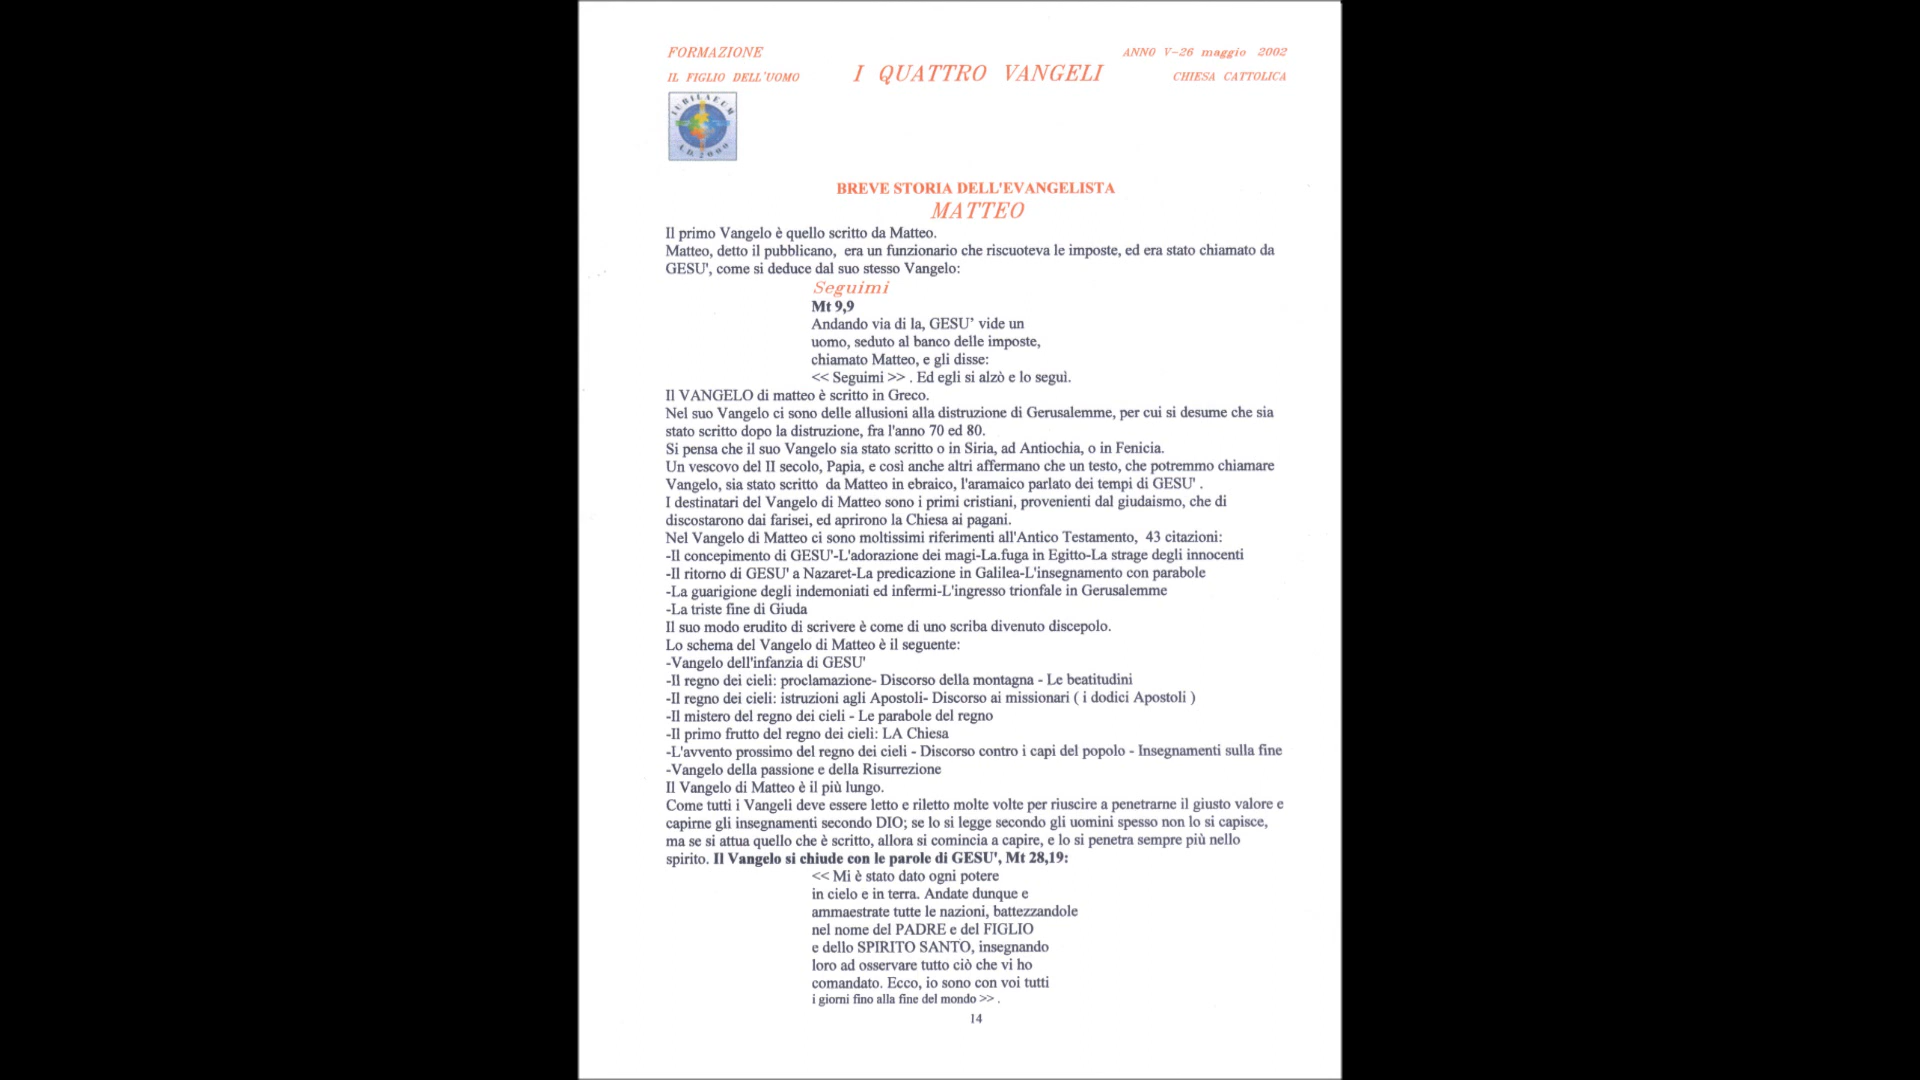 FORMAZIONE
ANNO V-26 maggio 2002
IL FIGLIO DELL'UOMO
I QUATTRO VANGELI
CHIESA CATTOLICA
IUBILAEUM
A.D. 2000
BREVE STORIA DELL'EVANGELISTA
MATTEO
Il primo Vangelo è quello scritto da Matteo.
Matteo, detto il pubblicano, era un funzionario che riscuoteva le imposte, ed era stato chiamato da
GESU', come si deduce dal suo stesso Vangelo:
Seguimi
Mt 9,9
Andando via di la, GESU’ vide un
uomo, seduto al banco delle imposte,
chiamato Matteo, e gli disse:
<< Seguimi >> . Ed egli si alzò e lo seguì.
Il VANGELO di matteo è scritto in Greco.
Nel suo Vangelo ci sono delle allusioni alla distruzione di Gerusalemme, per cui si desume che sia
stato scritto dopo la distruzione, fra l'anno 70 ed 80.
Si pensa che il suo Vangelo sia stato scritto o in Siria, ad Antiochia, o in Fenicia.
Un vescovo del II secolo, Papia, e così anche altri affermano che un testo, che potremmo chiamare
Vangelo, sia stato scritto da Matteo in ebraico, l'aramaico parlato dei tempi di GESU' .
I destinatari del Vangelo di Matteo sono i primi cristiani, provenienti dal giudaismo, che di
discostarono dai farisei, ed aprirono la Chiesa ai pagani.
Nel Vangelo di Matteo ci sono moltissimi riferimenti all'Antico Testamento, 43 citazioni:
-Il concepimento di GESU'-L'adorazione dei magi-La.fuga in Egitto-La strage degli innocenti
-Il ritorno di GESU' a Nazaret-La predicazione in Galilea-L'insegnamento con parabole
-La guarigione degli indemoniati ed infermi-L'ingresso trionfale in Gerusalemme
-La triste fine di Giuda
Il suo modo erudito di scrivere è come di uno scriba divenuto discepolo.
Lo schema del Vangelo di Matteo è il seguente:
-Vangelo dell'infanzia di GESU'
-Il regno dei cieli: proclamazione- Discorso della montagna - Le beatitudini
-Il regno dei cieli: istruzioni agli Apostoli- Discorso ai missionari ( i dodici Apostoli )
-Il mistero del regno dei cieli - Le parabole del regno
-Il primo frutto del regno dei cieli: LA Chiesa
-L'avvento prossimo del regno dei cieli - Discorso contro i capi del popolo - Insegnamenti sulla fine
-Vangelo della passione e della Risurrezione
Il Vangelo di Matteo è il più lungo.
Come tutti i Vangeli deve essere letto e riletto molte volte per riuscire a penetrarne il giusto valore e
capirne gli insegnamenti secondo DIO; se lo si legge secondo gli uomini spesso non lo si capisce,
ma se si attua quello che è scritto, allora si comincia a capire, e lo si penetra sempre più nello
spirito. Il Vangelo si chiude con le parole di GESU', Mt 28,19:
<< Mi è stato dato ogni potere
in cielo e in terra. Andate dunque e
ammaestrate tutte le nazioni, battezzandole
nel nome del PADRE e del FIGLIO
e dello SPIRITO SANTO, insegnando
loro ad osservare tutto ciò che vi ho
comandato. Ecco, io sono con voi tutti
i giorni fino alla fine del mondo >> .
14